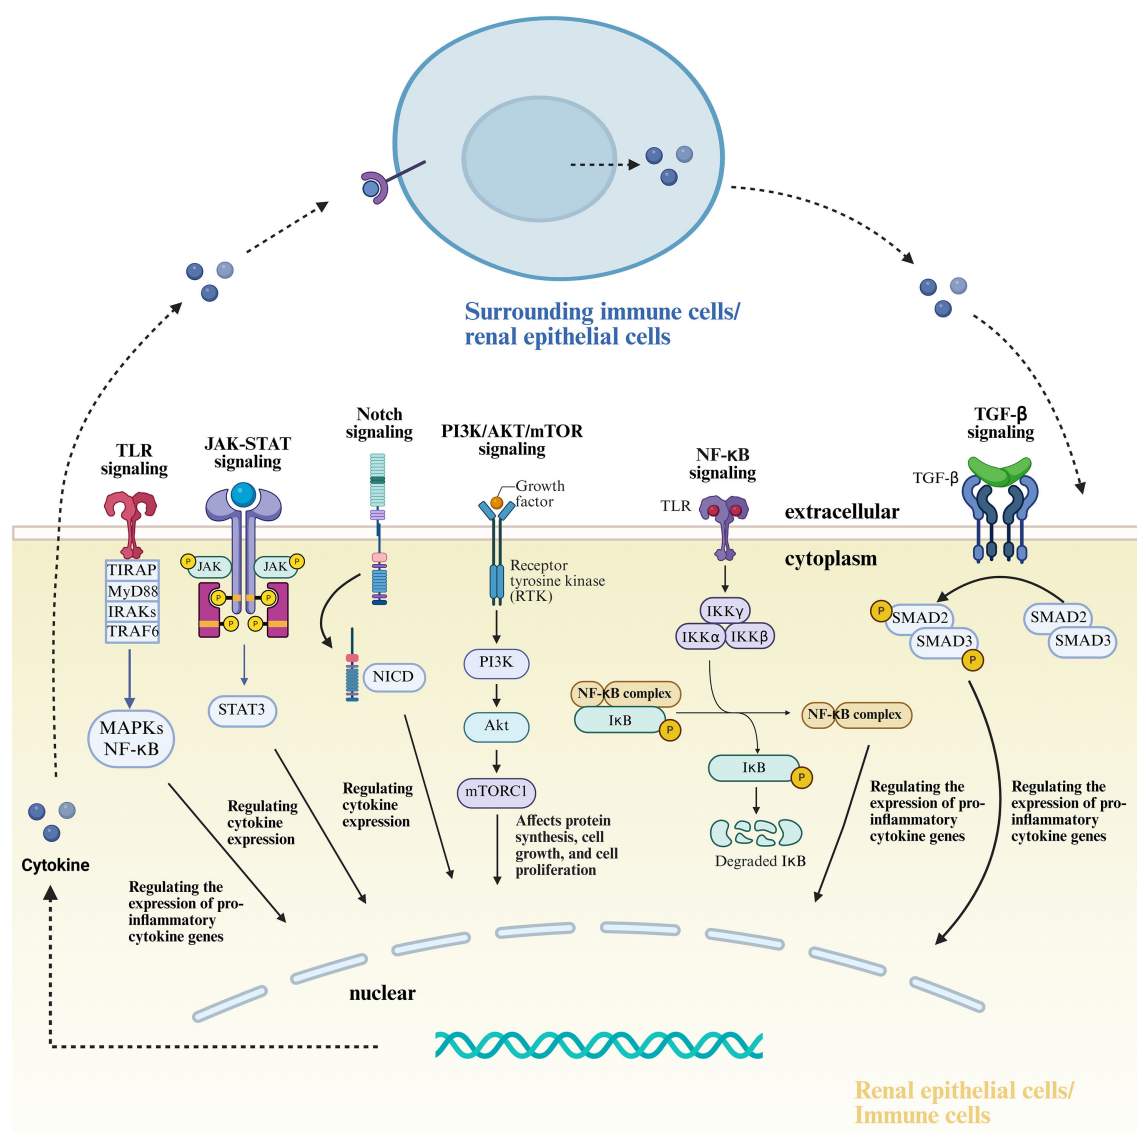 Surrounding immune cells/
renal epithelial cells
TLR
signaling
TIRAP
MyD88
IRAKs
TRAF6
MAPKs
NF-κB
Regulating the
expression of pro-
inflammatory
cytokine genes
JAK-STAT
signaling
P
JAK
JAK
P
P
P
P
P
STAT3
Regulating
cytokine
expression
Notch
signaling
NICD
Regulating
cytokine
expression
PI3K/AKT/mTOR
signaling
Growth
factor
Receptor
tyrosine kinase
(RTK)
PI3K
Akt
mTORC1
Affects protein
synthesis, cell
growth, and cell
proliferation
NF-κB
signaling
TLR
IKKγ
IKKα
IKKβ
NF-κB complex
IκB
P
NF-κB complex
IκB
P
Degraded IκB
Regulating the
expression of pro-
inflammatory
cytokine genes
extracellular
cytoplasm
TGF-β
signaling
TGF-β
P
SMAD2
SMAD3
P
SMAD2
SMAD3
Regulating the
expression of pro-
inflammatory
cytokine genes
Cytokine
nuclear
Renal epithelial cells/
Immune cells